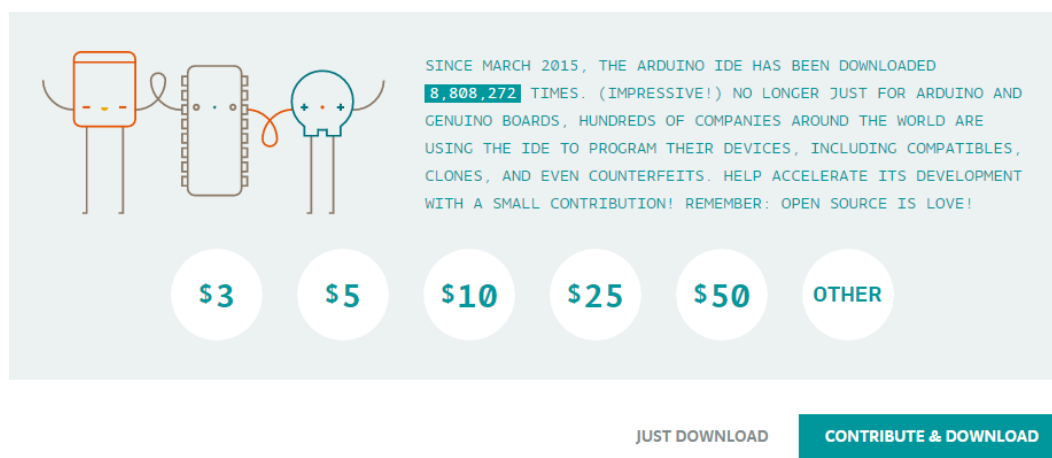 SINCE MARCH 2015, THE ARDUINO IDE HAS BEEN DOWNLOADED
8,808,272 TIMES. (IMPRESSIVE!) NO LONGER JUST FOR ARDUINO AND
GENUINO BOARDS, HUNDREDS OF COMPANIES AROUND THE WORLD ARE
USING THE IDE TO PROGRAM THEIR DEVICES, INCLUDING COMPATIBLES,
CLONES, AND EVEN COUNTERFEITS. HELP ACCELERATE ITS DEVELOPMENT
WITH A SMALL CONTRIBUTION! REMEMBER: OPEN SOURCE IS LOVE!
$3 $5 $10 $25 $50 OTHER
JUST DOWNLOAD CONTRIBUTE & DOWNLOAD